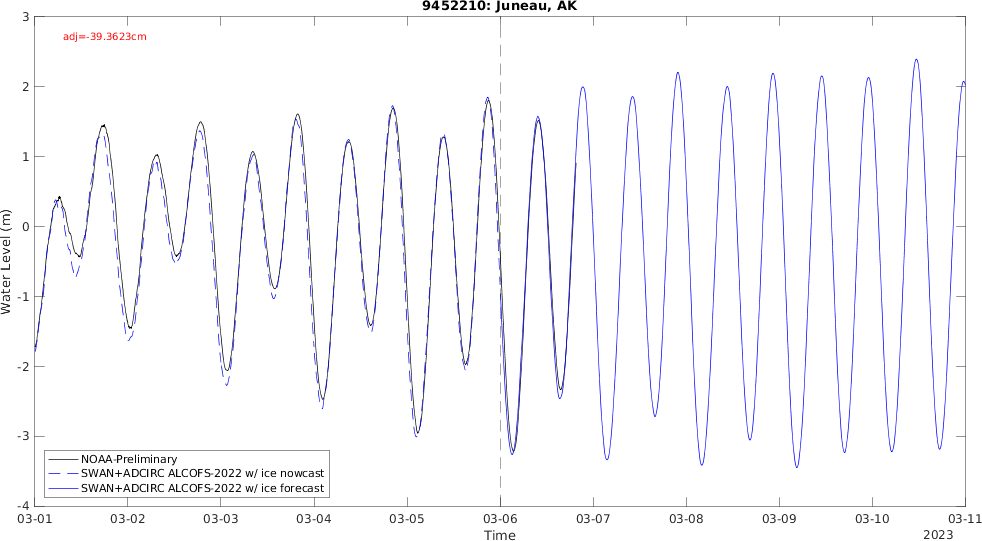 9452210: Juneau, AK
adj=-39.3623cm
3
2
1
0
-1
-2
-3
-4
Water Level (m)
NOAA-Preliminary
SWAN+ADCIRC ALCOFS-2022 w/ ice nowcast
SWAN+ADCIRC ALCOFS-2022 w/ ice forecast
03-01 03-02 03-03 03-04 03-05 03-06 03-07 03-08 03-09 03-10 03-11
Time
2023